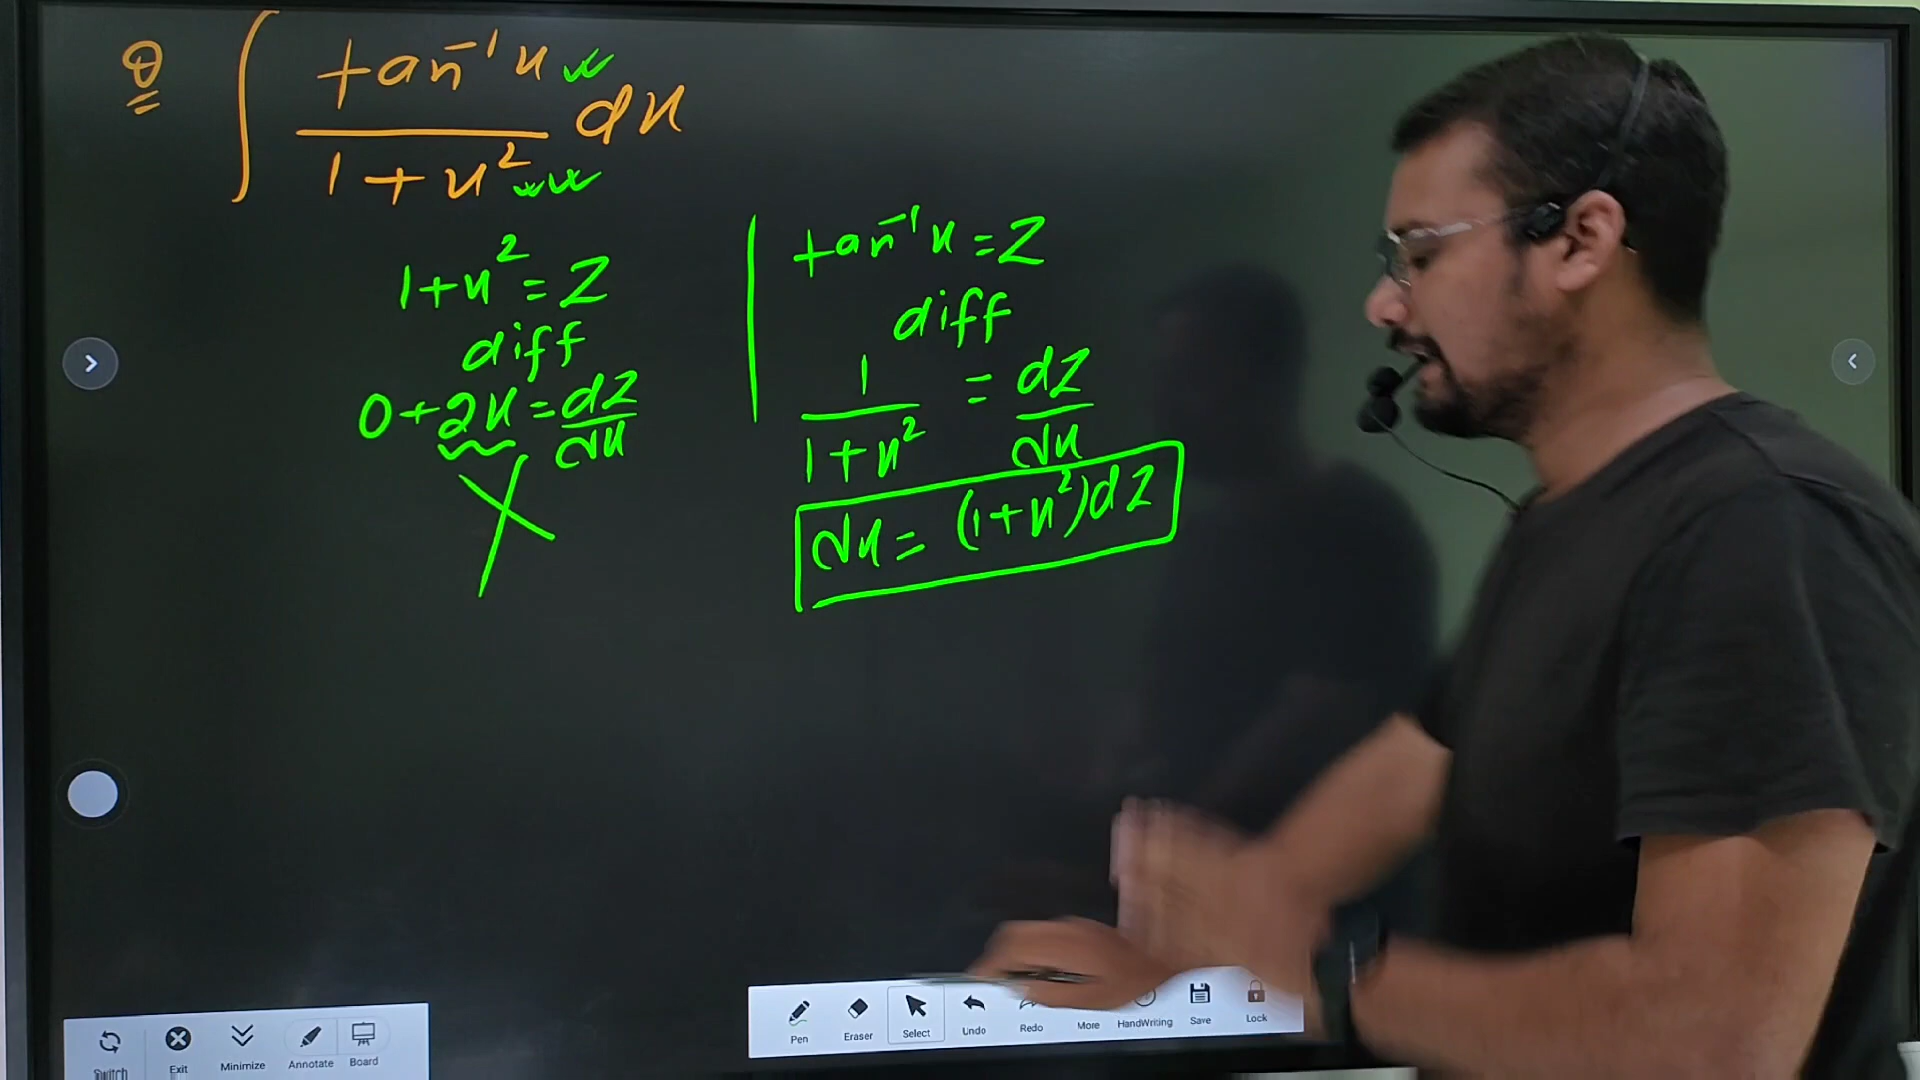 Q ∫ tan⁻¹x / 1+x² dx
1+x² = z
diff
0+2x = dz/dx
X
tan⁻¹x = z
diff
1/1+x² = dz/dx
dx = (1+x²)dz
Switch Exit Minimize Annotate Board
Pen Eraser Select Undo Redo More HandWriting Save Lock